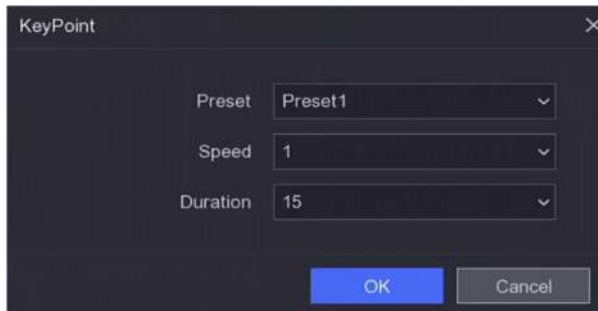 KeyPoint
Preset Preset1
Speed 1
Duration 15
OK Cancel